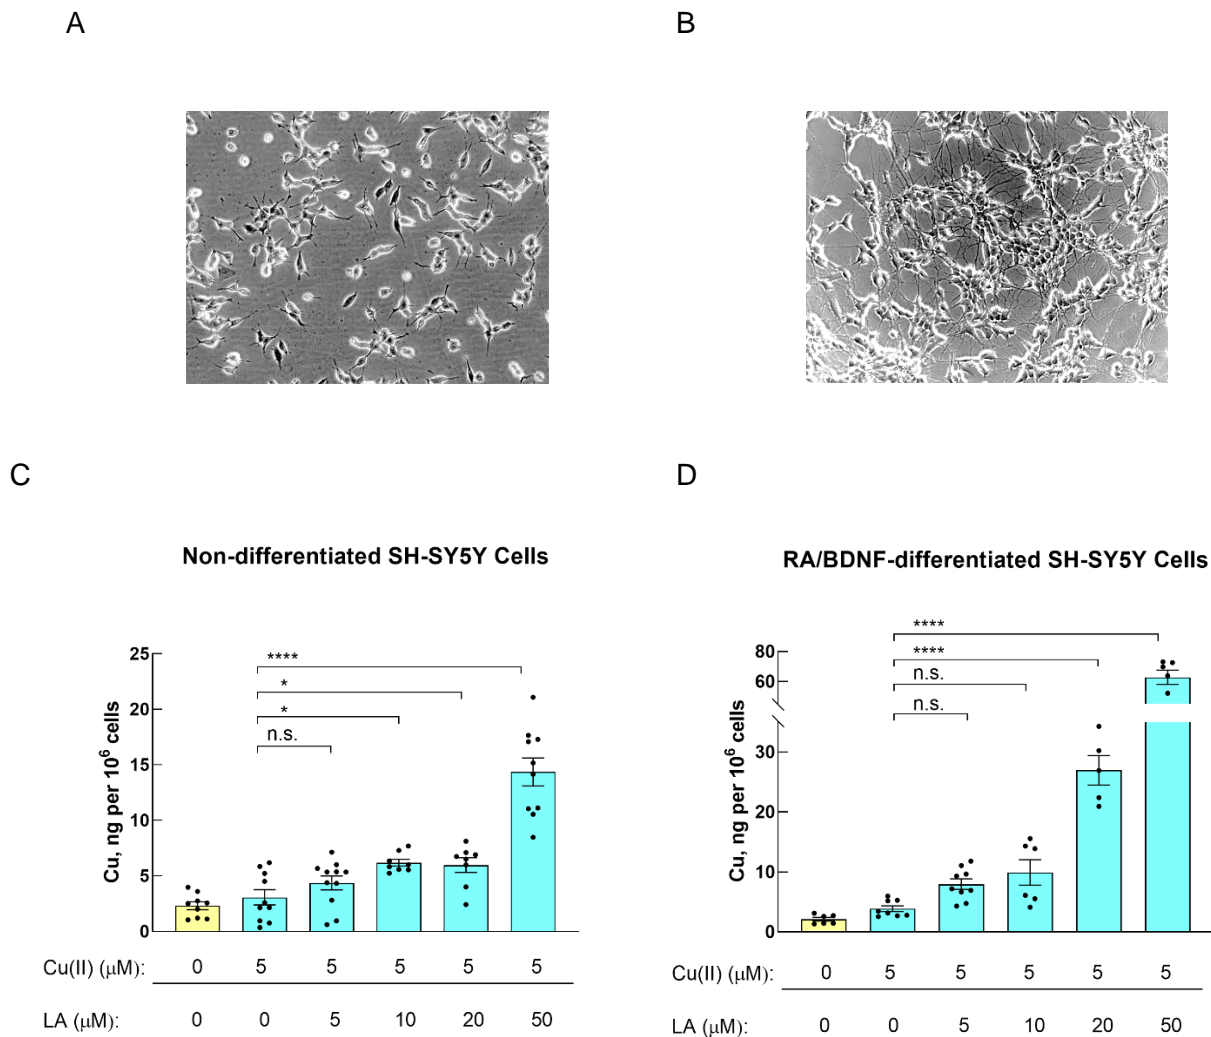 A
B
C
D
Non-differentiated SH-SY5Y Cells
25
20
15
10
5
0
Cu, ng per 10⁶ cells
****
*
*
n.s.
Cu(II) (μM): 0 5 5 5 5 5
LA (μM): 0 0 5 10 20 50
RA/BDNF-differentiated SH-SY5Y Cells
80
60
30
20
10
0
Cu, ng per 10⁶ cells
****
****
n.s.
n.s.
Cu(II) (μM): 0 5 5 5 5 5
LA (μM): 0 0 5 10 20 50